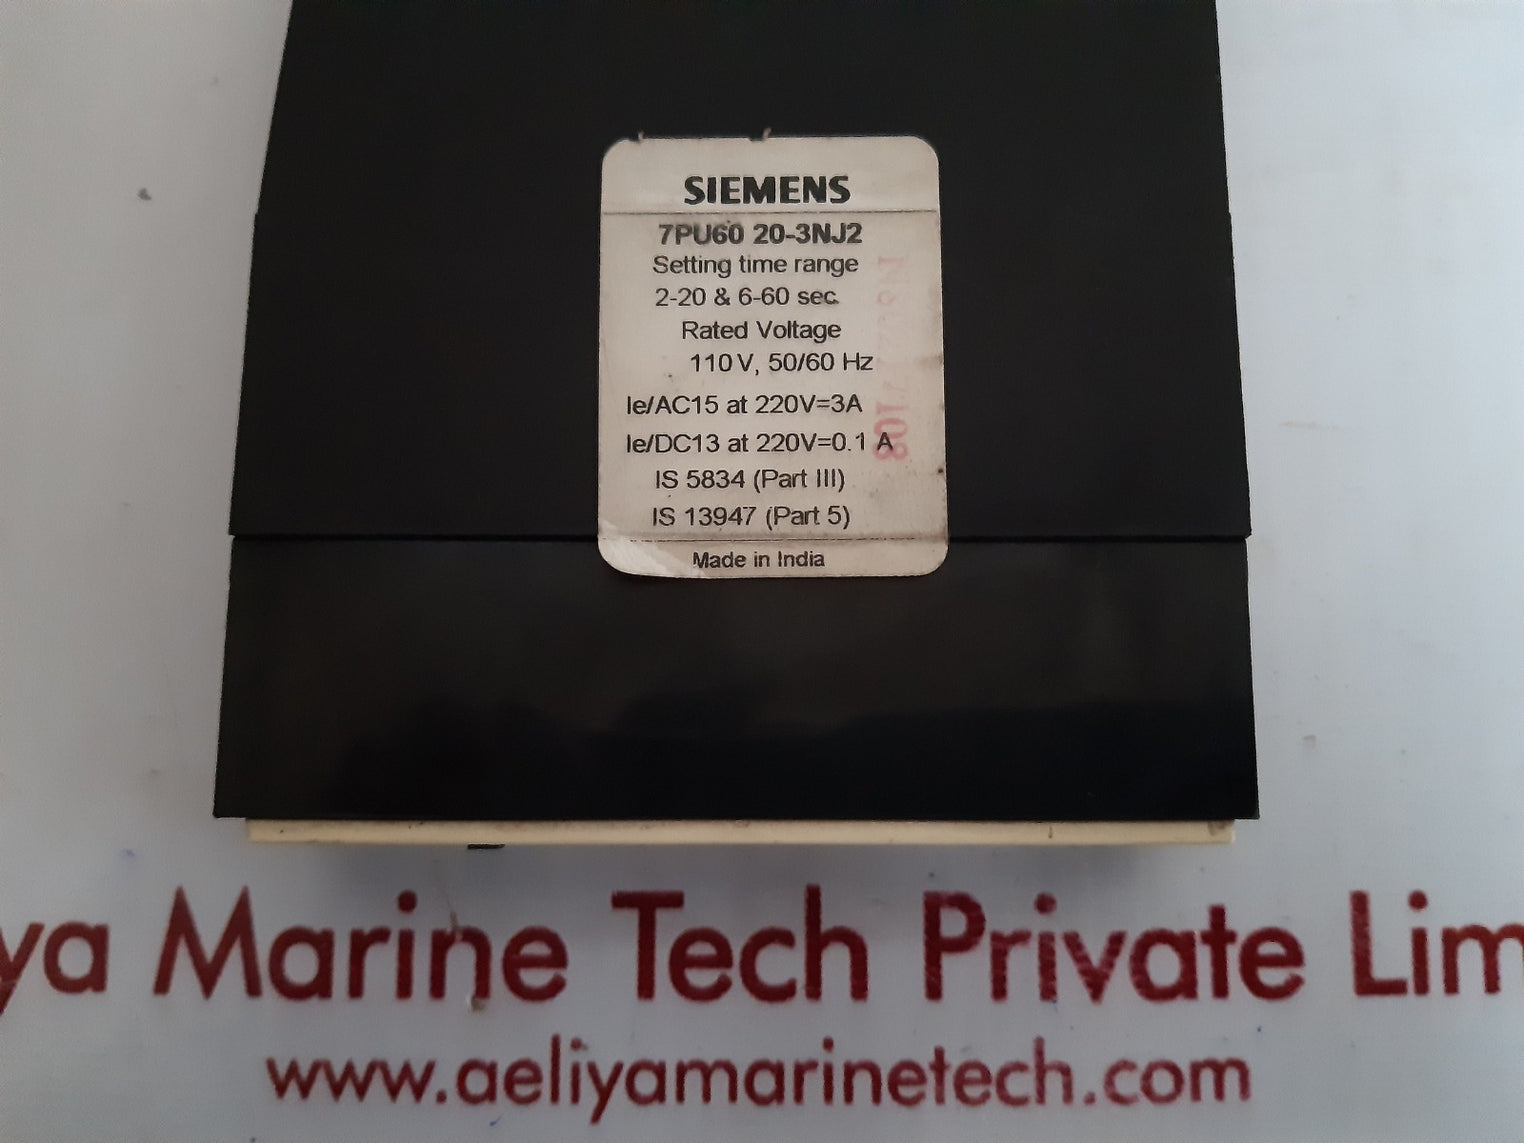 SIEMENS
7PU60 20-3NJ2
Setting time range
2-20 & 6-60 sec.
Rated Voltage
110 V, 50/60 Hz
Ie/AC15 at 220V=3A
Ie/DC13 at 220V=0.1 A
IS 5834 (Part III)
IS 13947 (Part 5)
Made in India
ya Marine Tech Private Lim
www.aeliyamarinetech.com